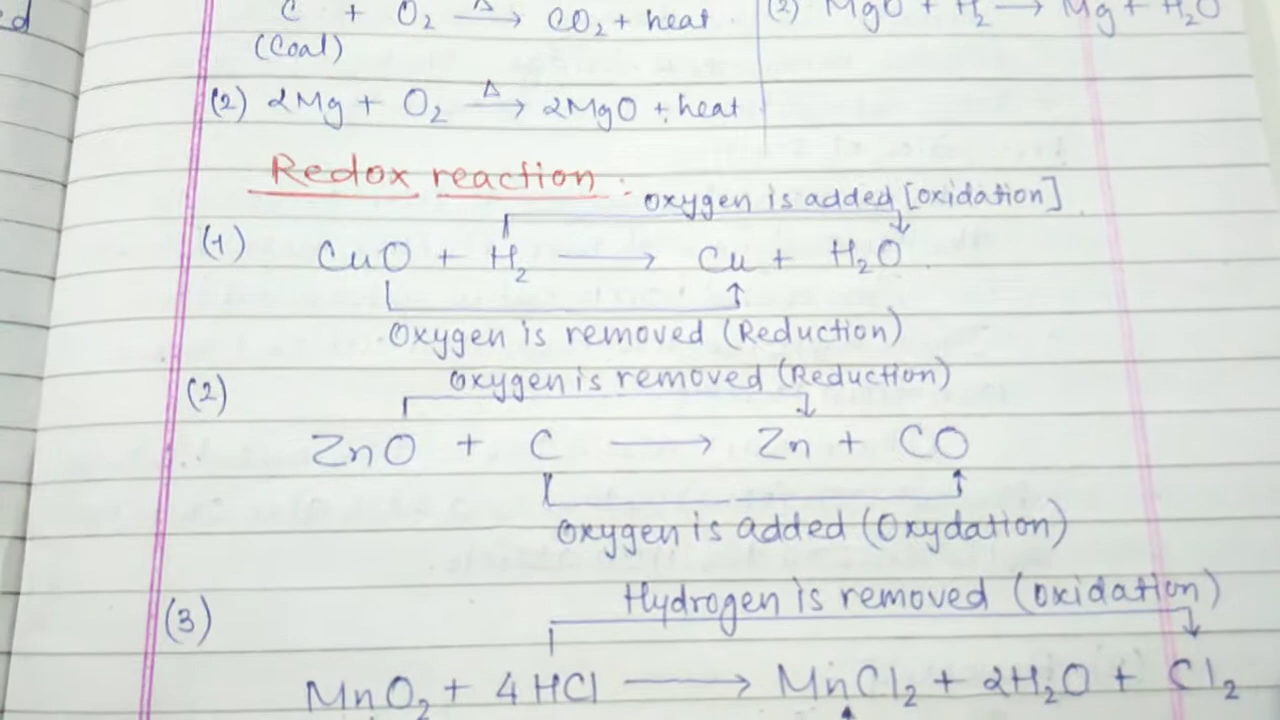 ed
C + O₂ —Δ→ CO₂ + heat
(Coal)
(2) MgO + H₂ → Mg + H₂O
(2) 2Mg + O₂ —Δ→ 2MgO + heat
Redox reaction :
Oxygen is added [Oxidation]
(1) CuO + H₂ → Cu + H₂O
Oxygen is removed (Reduction)
Oxygen is removed (Reduction)
(2)
ZnO + C → Zn + CO
Oxygen is added (Oxydation)
Hydrogen is removed (Oxidation)
(3)
MnO₂ + 4HCl → MnCl₂ + 2H₂O + Cl₂